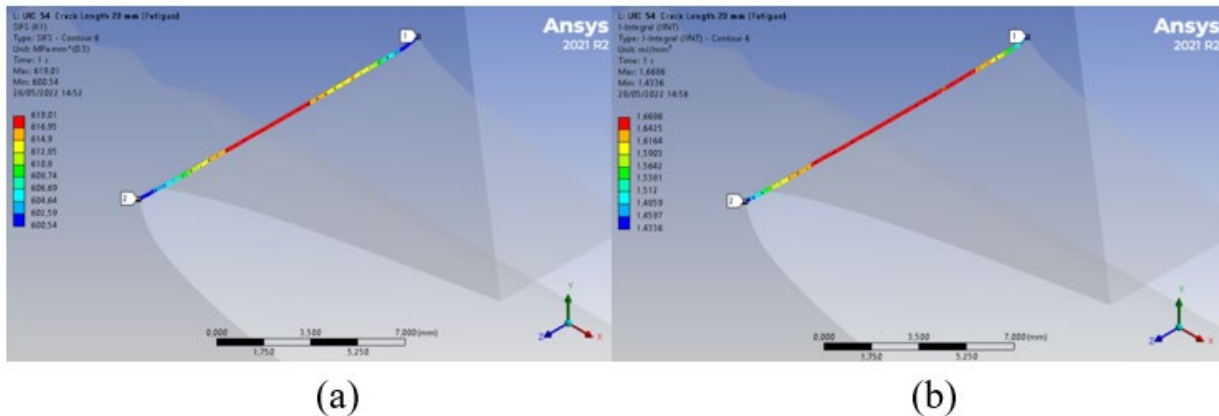 L: UIC 54 Crack Length 20 mm (Fatigan)
SIFS (K1)
Type: SIFS - Contour 6
Unit: MPa·mm^(0.5)
Time: 1 s
Max: 619,01
Min: 600,54
28/05/2022 14:52
619,01
616,95
614,9
612,85
610,8
608,74
606,69
604,64
602,59
600,54
1
2
Ansys
2021 R2
0,000
3,500
7,000 (mm)
1,750
5,250
Y
Z
X
(a)
L: UIC 54 Crack Length 20 mm (Fatigan)
J-Integral (JINT)
Type: J-Integral (JINT) - Contour 6
Unit: mJ/mm²
Time: 1 s
Max: 1,6686
Min: 1,4336
28/05/2022 14:56
1,6686
1,6425
1,6164
1,5903
1,5642
1,5381
1,512
1,4859
1,4597
1,4336
1
2
Ansys
2021 R2
0,000
3,500
7,000 (mm)
1,750
5,250
Y
Z
X
(b)